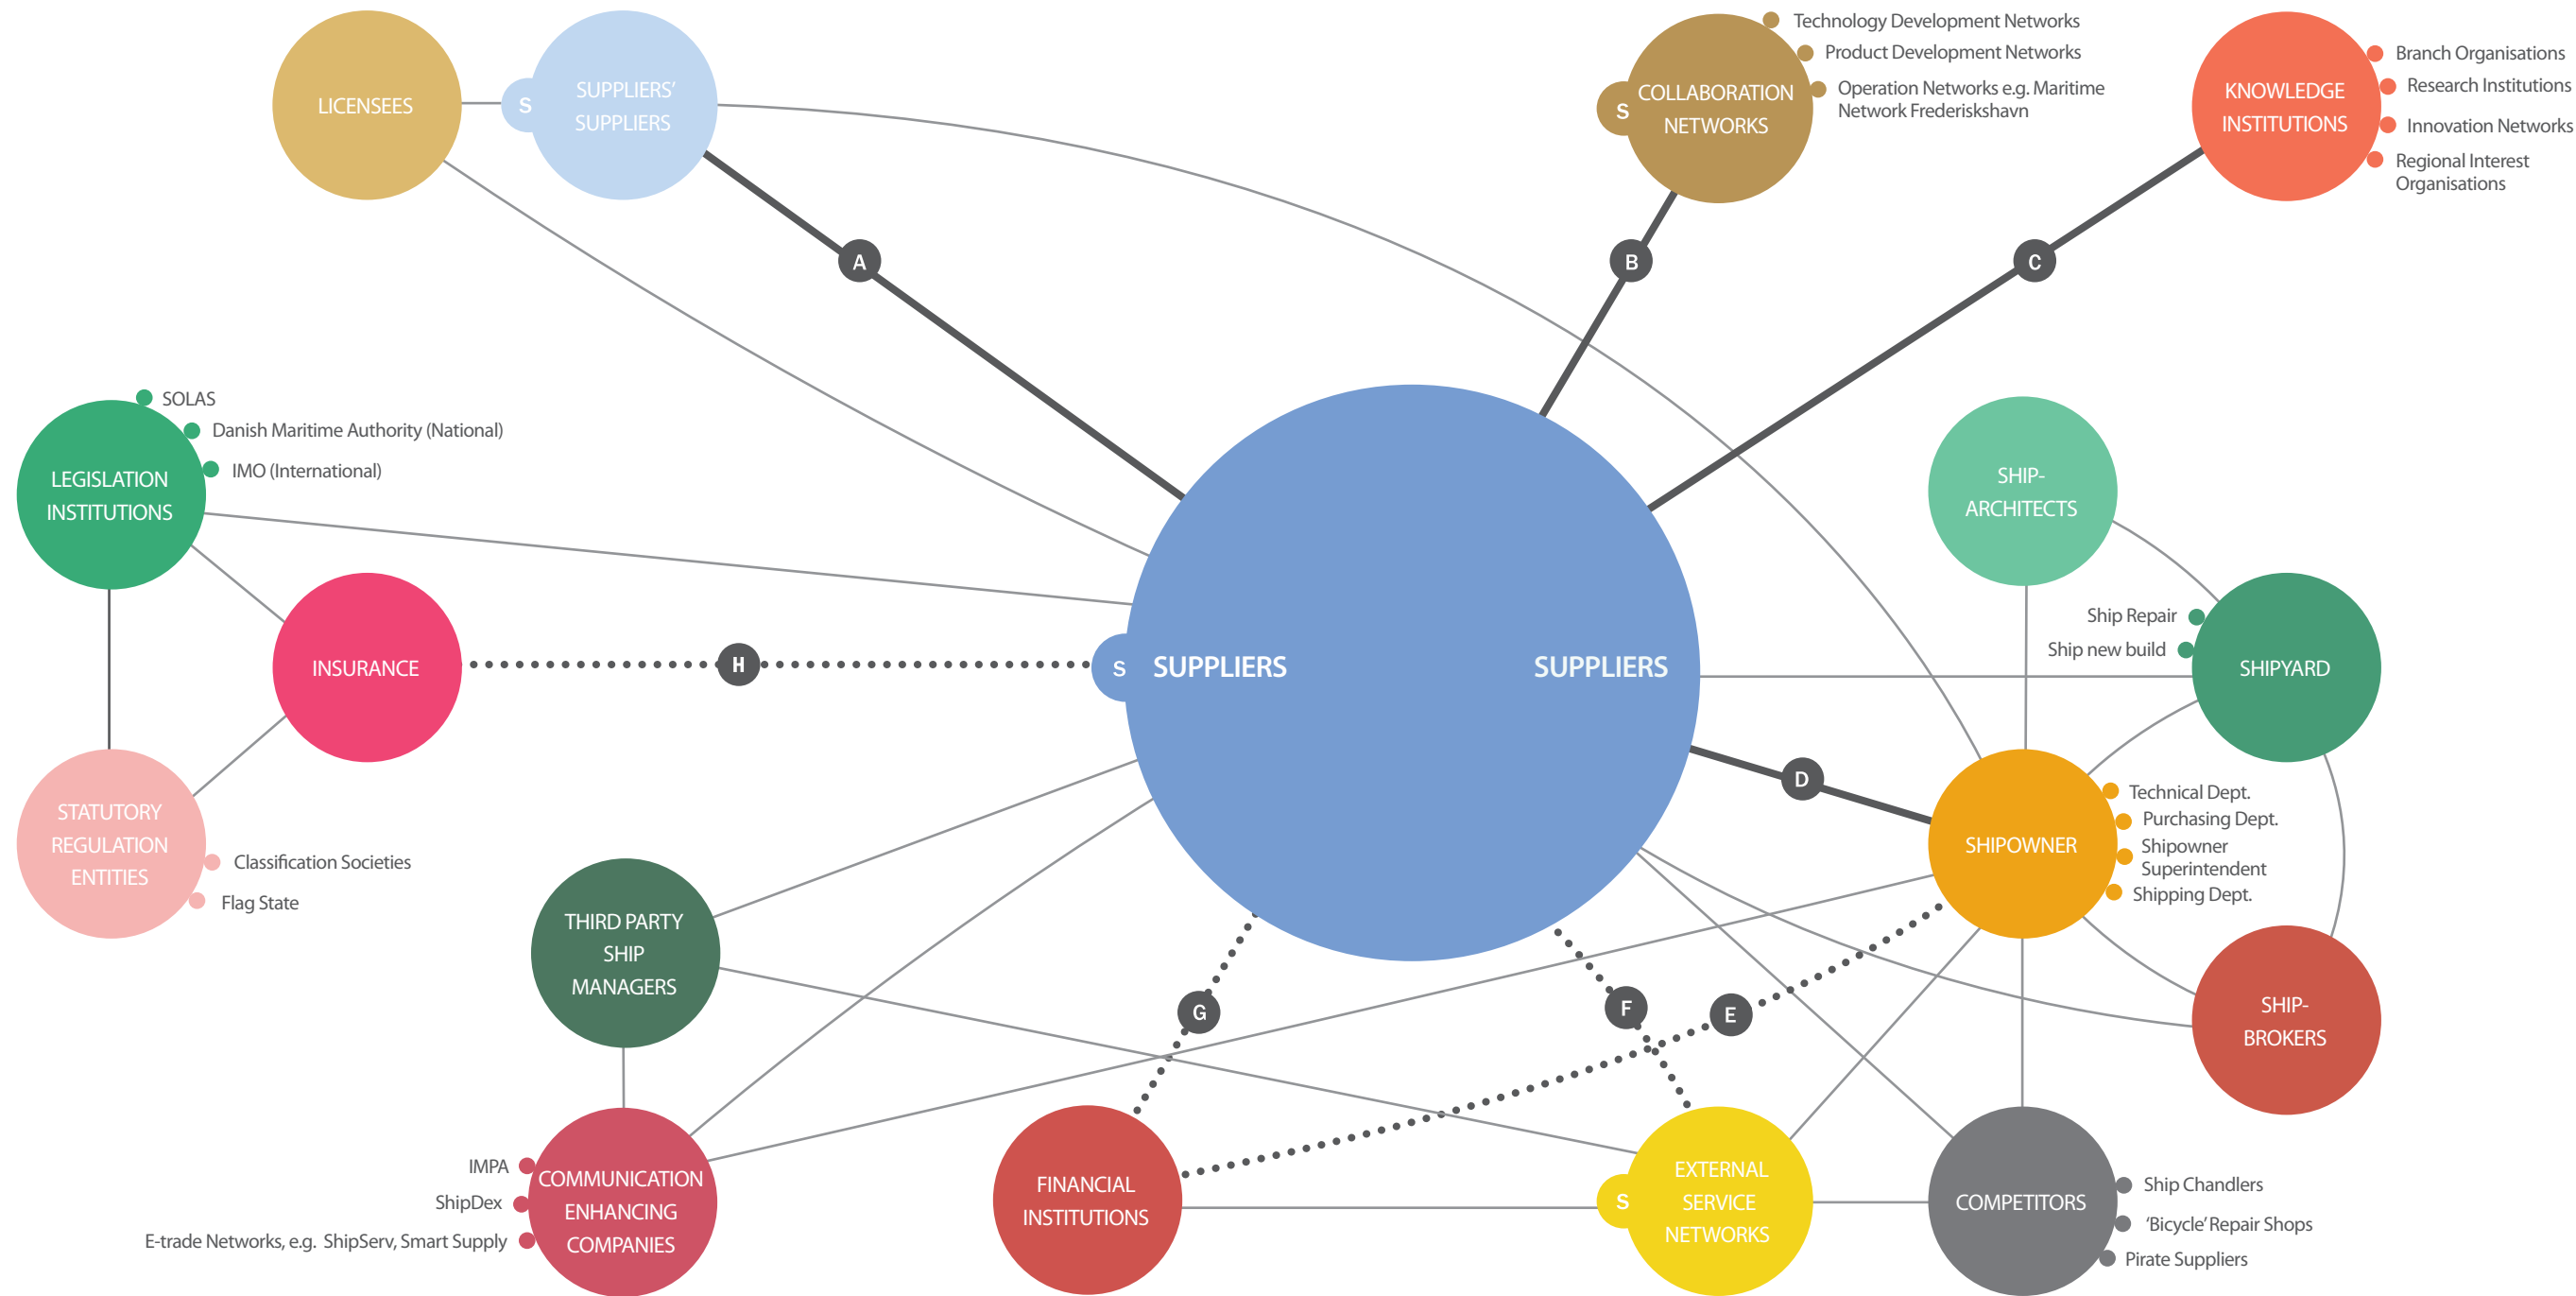 LICENSEES
S
SUPPLIERS'
SUPPLIERS
S
COLLABORATION
NETWORKS
Technology Development Networks
Product Development Networks
Operation Networks e.g. Maritime
Network Frederiskshavn
KNOWLEDGE
INSTITUTIONS
Branch Organisations
Research Institutions
Innovation Networks
Regional Interest
Organisations
A
B
C
SOLAS
Danish Maritime Authority (National)
IMO (International)
LEGISLATION
INSTITUTIONS
SHIP-
ARCHITECTS
INSURANCE
H
S
SUPPLIERS
SUPPLIERS
Ship Repair
Ship new build
SHIPYARD
D
STATUTORY
REGULATION
ENTITIES
Classification Societies
Flag State
SHIPOWNER
Technical Dept.
Purchasing Dept.
Shipowner
Superintendent
Shipping Dept.
THIRD PARTY
SHIP
MANAGERS
G
F
E
SHIP-
BROKERS
IMPA
ShipDex
E-trade Networks, e.g. ShipServ, Smart Supply
COMMUNICATION
ENHANCING
COMPANIES
FINANCIAL
INSTITUTIONS
S
EXTERNAL
SERVICE
NETWORKS
COMPETITORS
Ship Chandlers
'Bicycle' Repair Shops
Pirate Suppliers